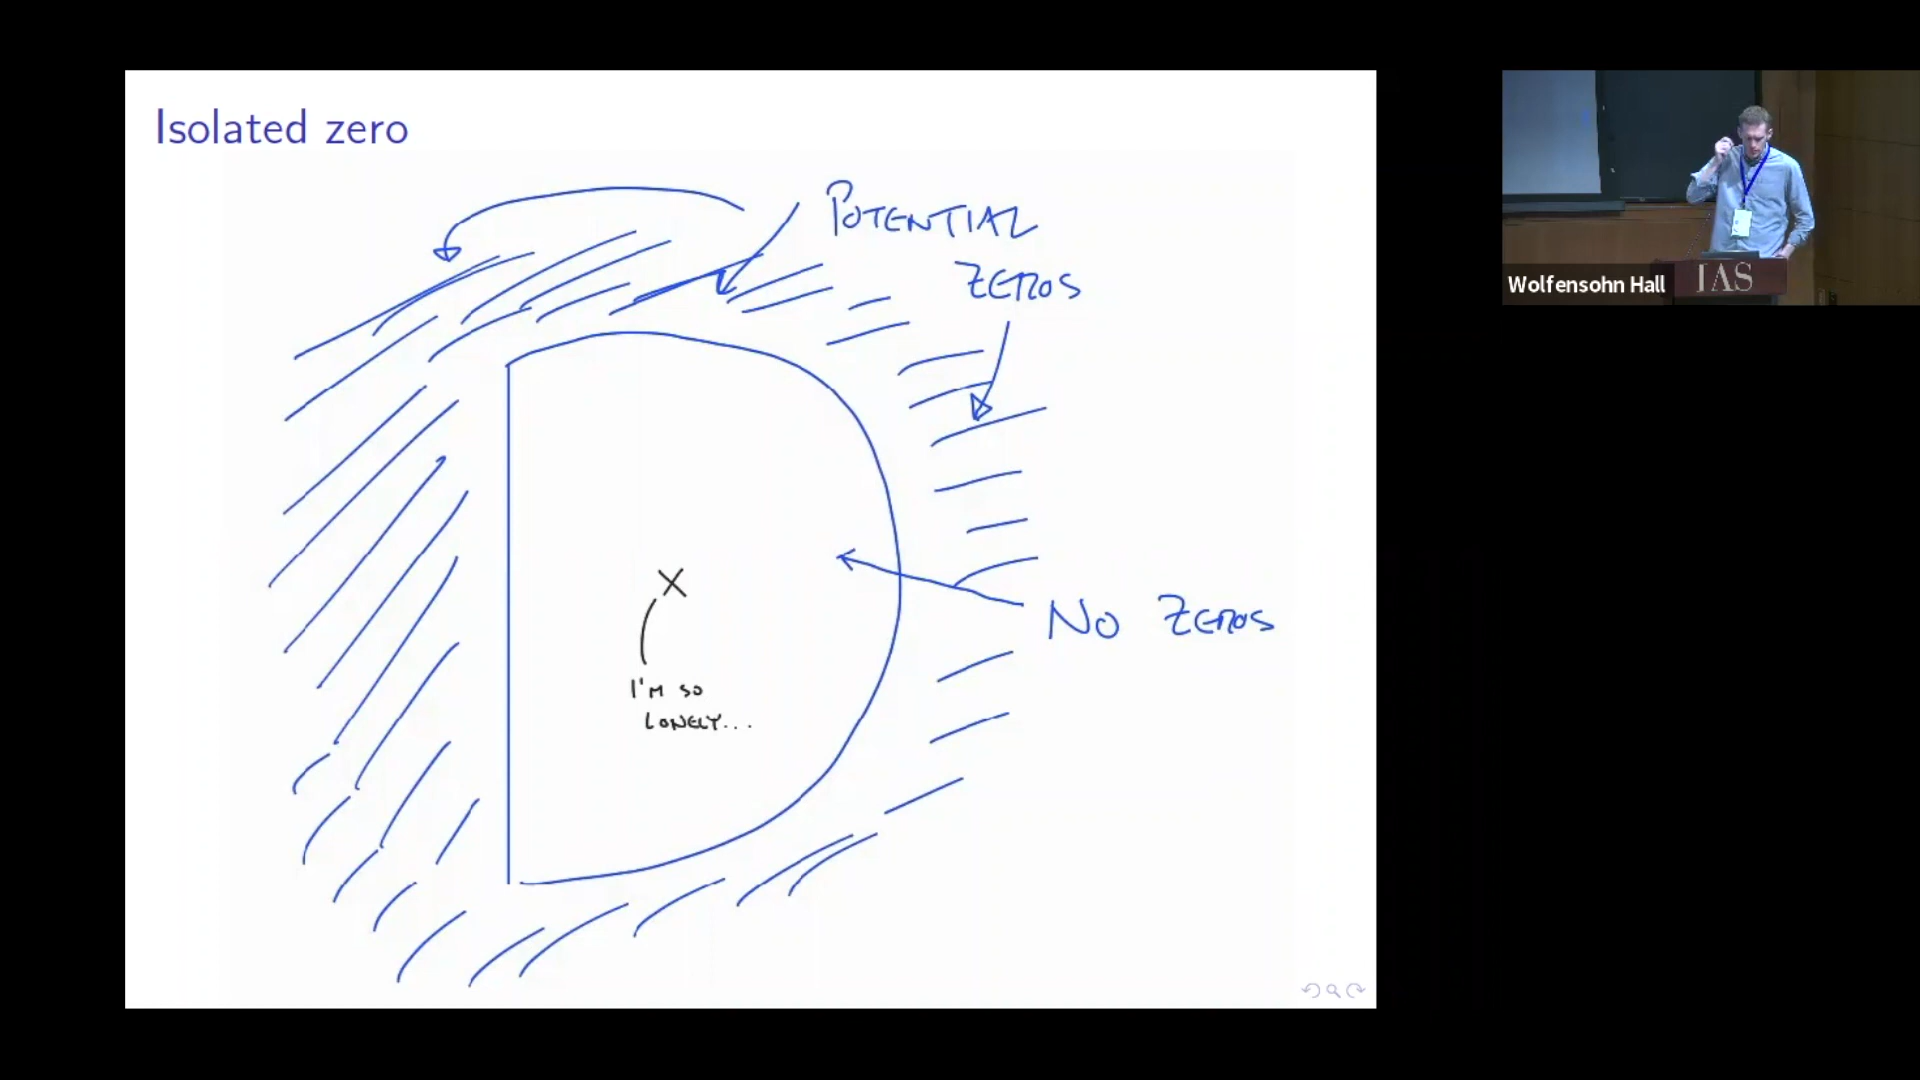 Isolated zero
POTENTIAL
ZEROS
NO ZEROS
I'M SO
LONELY...
Wolfensohn Hall
IAS